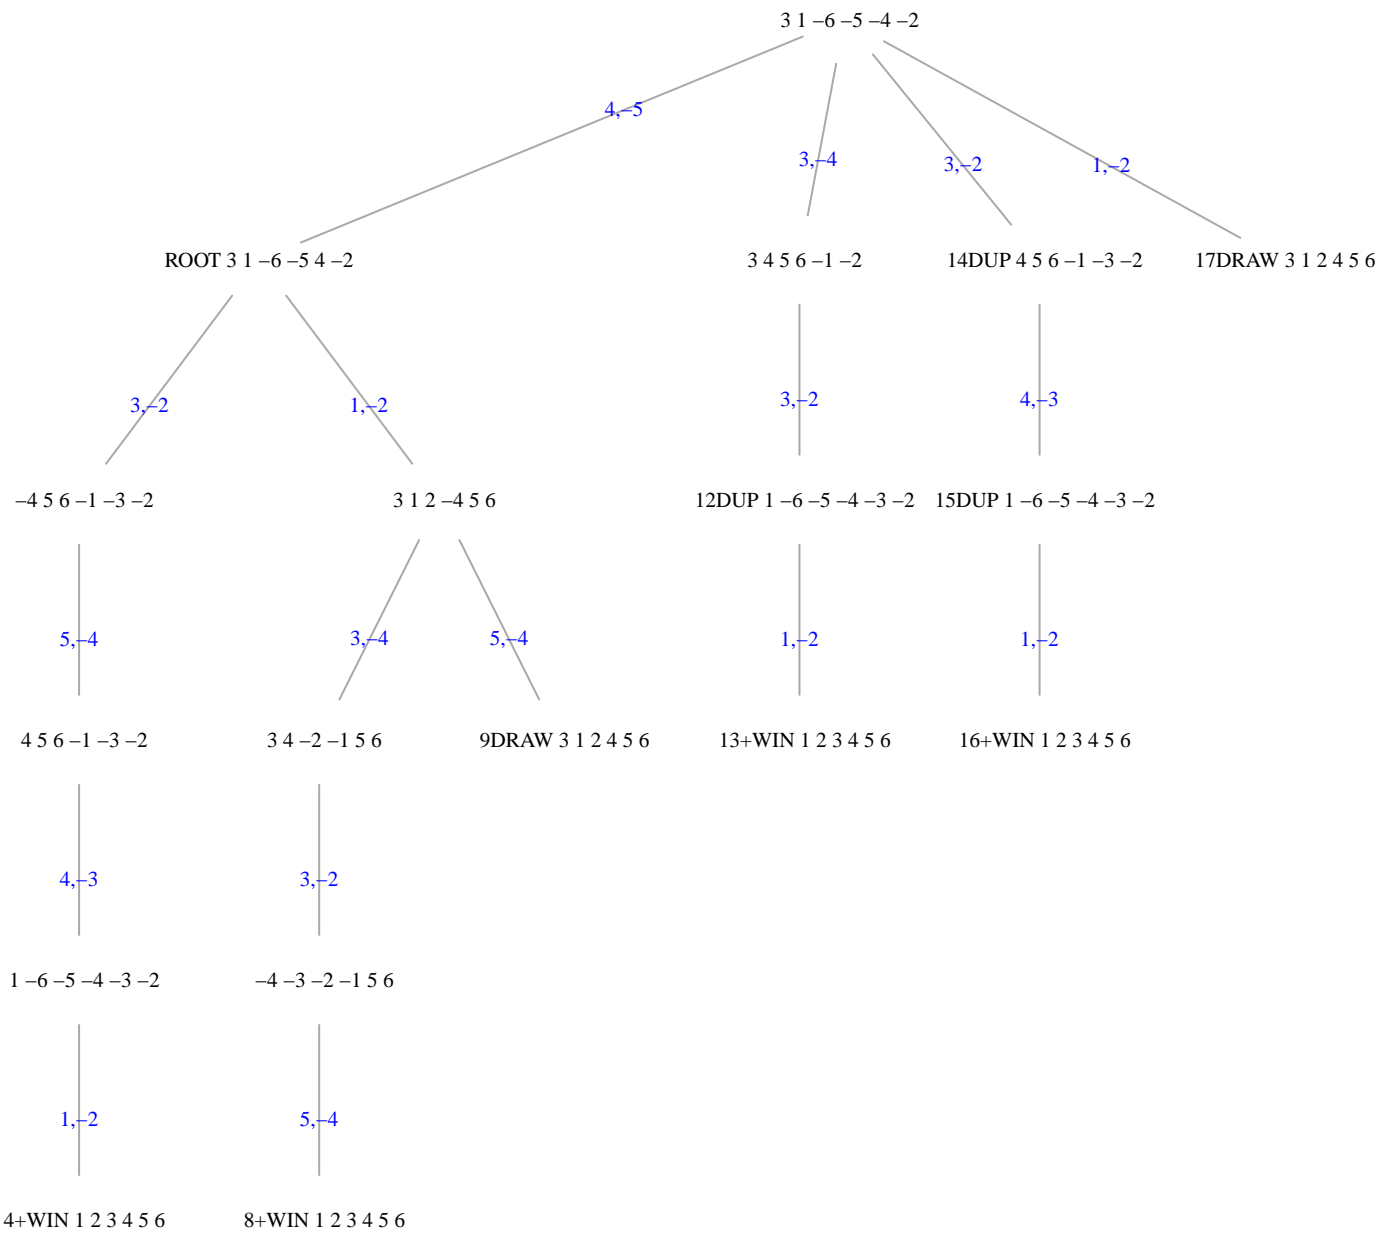 3 1 –6 –5 –4 –2
4,–5
3,–4
3,–2
1,–2
ROOT 3 1 –6 –5 4 –2
3 4 5 6 –1 –2
14DUP 4 5 6 –1 –3 –2
17DRAW 3 1 2 4 5 6
3,–2
1,–2
3,–2
4,–3
–4 5 6 –1 –3 –2
3 1 2 –4 5 6
12DUP 1 –6 –5 –4 –3 –2
15DUP 1 –6 –5 –4 –3 –2
5,–4
3,–4
5,–4
1,–2
1,–2
4 5 6 –1 –3 –2
3 4 –2 –1 5 6
9DRAW 3 1 2 4 5 6
13+WIN 1 2 3 4 5 6
16+WIN 1 2 3 4 5 6
4,–3
3,–2
1 –6 –5 –4 –3 –2
–4 –3 –2 –1 5 6
1,–2
5,–4
4+WIN 1 2 3 4 5 6
8+WIN 1 2 3 4 5 6